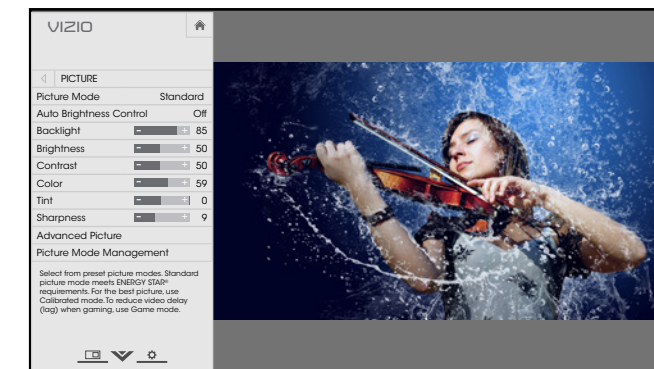 VIZIO
PICTURE
Picture Mode Standard
Auto Brightness Control Off
Backlight 85
Brightness 50
Contrast 50
Color 59
Tint 0
Sharpness 9
Advanced Picture
Picture Mode Management
Select from preset picture modes. Standard
picture mode meets ENERGY STAR®
requirements. For the best picture, use
Calibrated mode. To reduce video delay
(lag) when gaming, use Game mode.